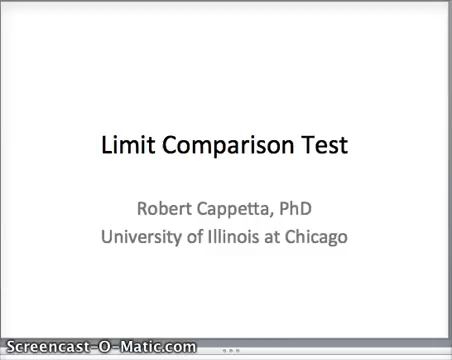 Limit Comparison Test
Robert Cappetta, PhD
University of Illinois at Chicago
Screencast-O-Matic.com